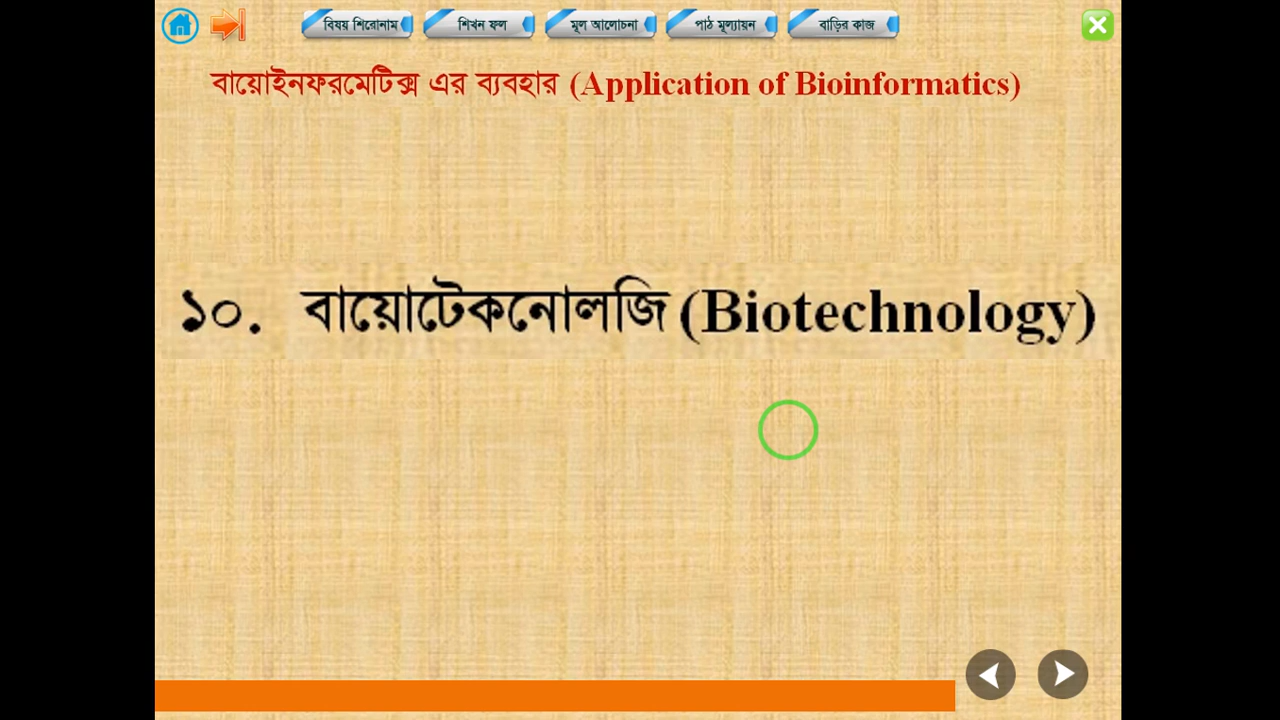 বিষয় শিরোনাম শিখন ফল মূল আলোচনা পাঠ মূল্যায়ন বাড়ির কাজ
বায়োইনফরমেটিক্স এর ব্যবহার (Application of Bioinformatics)
১০. বায়োটেকনোলজি (Biotechnology)